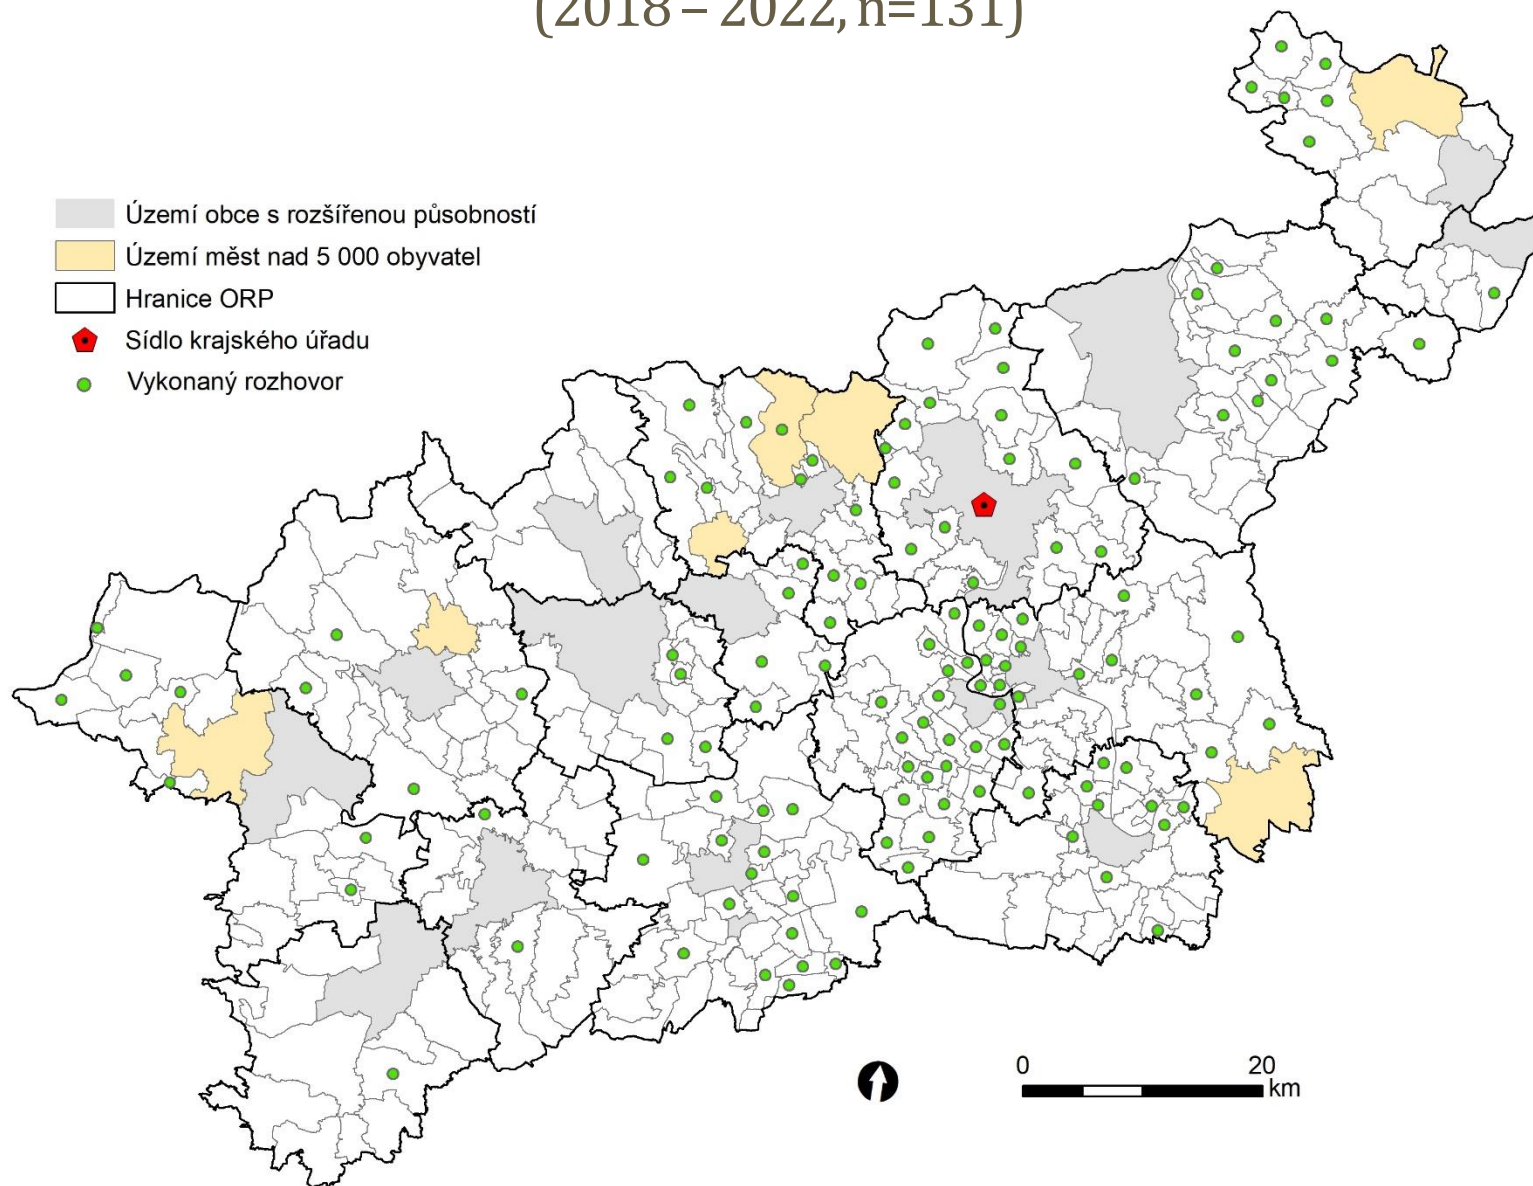 (2018 – 2022, n=131)
Území obce s rozšířenou působností
Území měst nad 5 000 obyvatel
Hranice ORP
Sídlo krajského úřadu
Vykonaný rozhovor
0 20
km